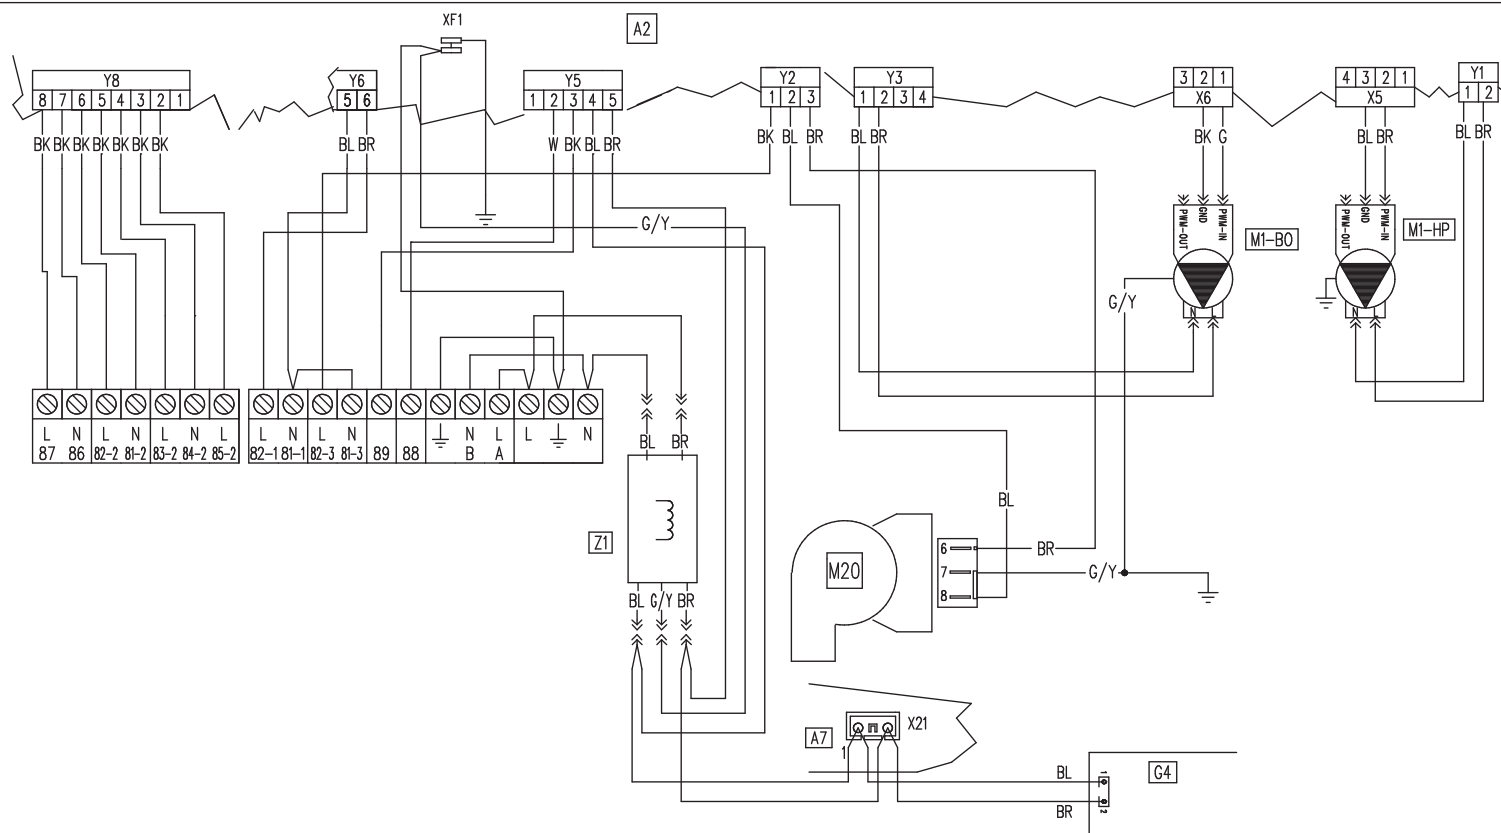 XF1
A2
Y8
8 7 6 5 4 3 2 1
BK BK BK BK BK BK BK
Y6
5 6
BL BR
Y5
1 2 3 4 5
W BK BL BR
Y2
1 2 3
BK BL BR
Y3
1 2 3 4
BL BR
3 2 1
X6
BK G
4 3 2 1
X5
BL BR
Y1
1 2
BL BR
G/Y
PWM-OUT
GND
PWM-IN
M1-BO
N L
PWM-OUT
GND
PWM-IN
M1-HP
N L
G/Y
L N L N L N L
87 86 82-2 81-2 83-2 84-2 85-2
L N L N N L L N
82-1 81-1 82-3 81-3 89 88 B A
BL BR
Z1
BL G/Y BR
BL
M20
6
7
8
BR
G/Y
X21
A7
1
G4
BL
1
BR
2